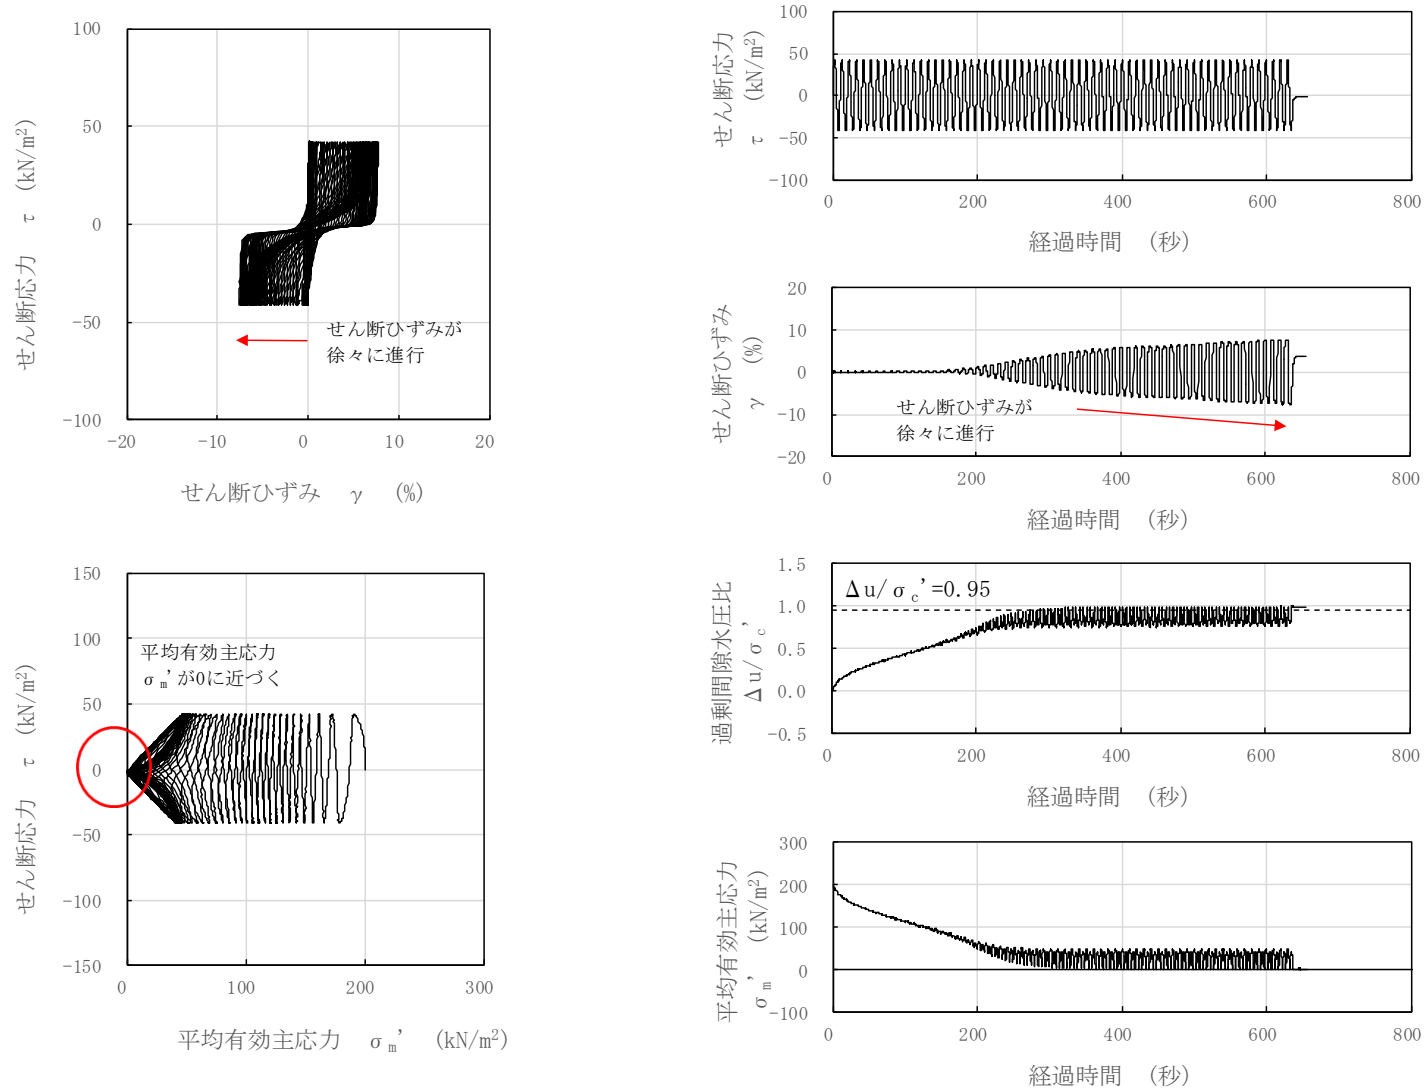 100
50
0
-50
-100
-20
-10
0
10
20
せん断応力 τ (kN/m²)
せん断ひずみ γ (%)
せん断ひずみが
徐々に進行
150
100
50
0
-50
-100
-150
0
100
200
300
せん断応力 τ (kN/m²)
平均有効主応力 σm' (kN/m²)
平均有効主応力
σm'が0に近づく
100
50
0
-50
-100
0
200
400
600
800
せん断応力
τ (kN/m²)
経過時間 (秒)
20
10
0
-10
-20
0
200
400
600
800
せん断ひずみ
γ (%)
経過時間 (秒)
せん断ひずみが
徐々に進行
1.5
1.0
0.5
0.0
-0.5
0
200
400
600
800
過剰間隙水圧比
Δu/σc'
経過時間 (秒)
Δu/σc'=0.95
300
200
100
0
-100
0
200
400
600
800
平均有効主応力
σm' (kN/m²)
経過時間 (秒)